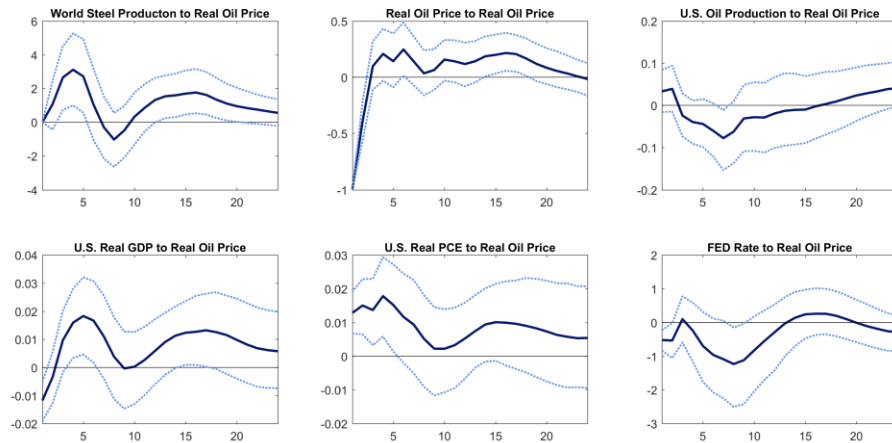 World Steel Producton to Real Oil Price
6
4
2
0
-2
-4
5 10 15 20
Real Oil Price to Real Oil Price
0.5
0
-0.5
-1
5 10 15 20
U.S. Oil Production to Real Oil Price
0.2
0.1
0
-0.1
-0.2
5 10 15 20
U.S. Real GDP to Real Oil Price
0.04
0.03
0.02
0.01
0
-0.01
-0.02
5 10 15 20
U.S. Real PCE to Real Oil Price
0.03
0.02
0.01
0
-0.01
-0.02
5 10 15 20
FED Rate to Real Oil Price
2
1
0
-1
-2
-3
5 10 15 20